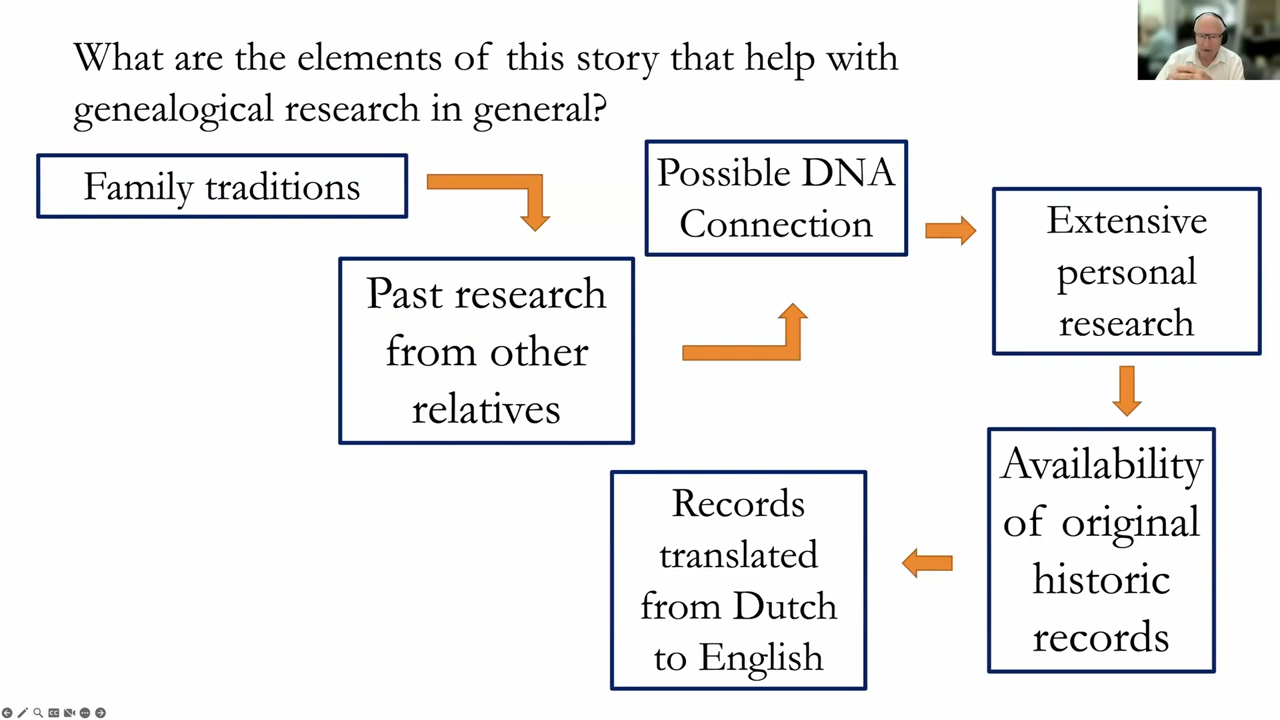 What are the elements of this story that help with
genealogical research in general?
Family traditions
Past research
from other
relatives
Possible DNA
Connection
Extensive
personal
research
Availability
of original
historic
records
Records
translated
from Dutch
to English